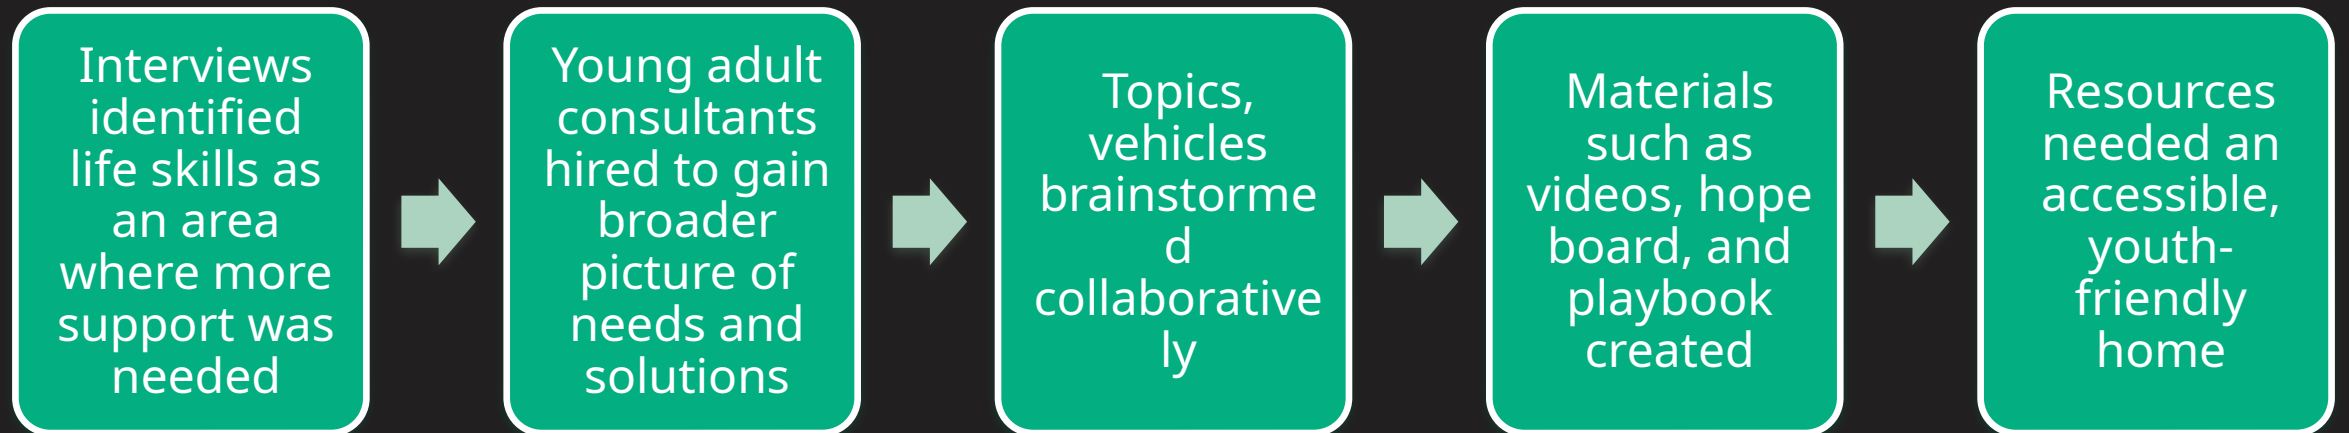 Interviews
identified
life skills as
an area
where more
support was
needed
Young adult
consultants
hired to gain
broader
picture of
needs and
solutions
Topics,
vehicles
brainstorme
d
collaborative
ly
Materials
such as
videos, hope
board, and
playbook
created
Resources
needed an
accessible,
youth-
friendly
home